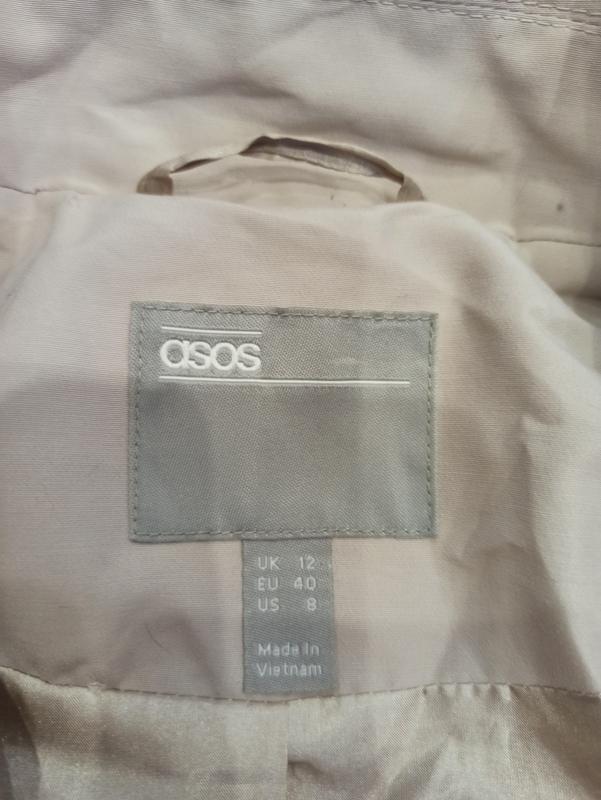 asos
UK 12
EU 40
US 8
Made In
Vietnam